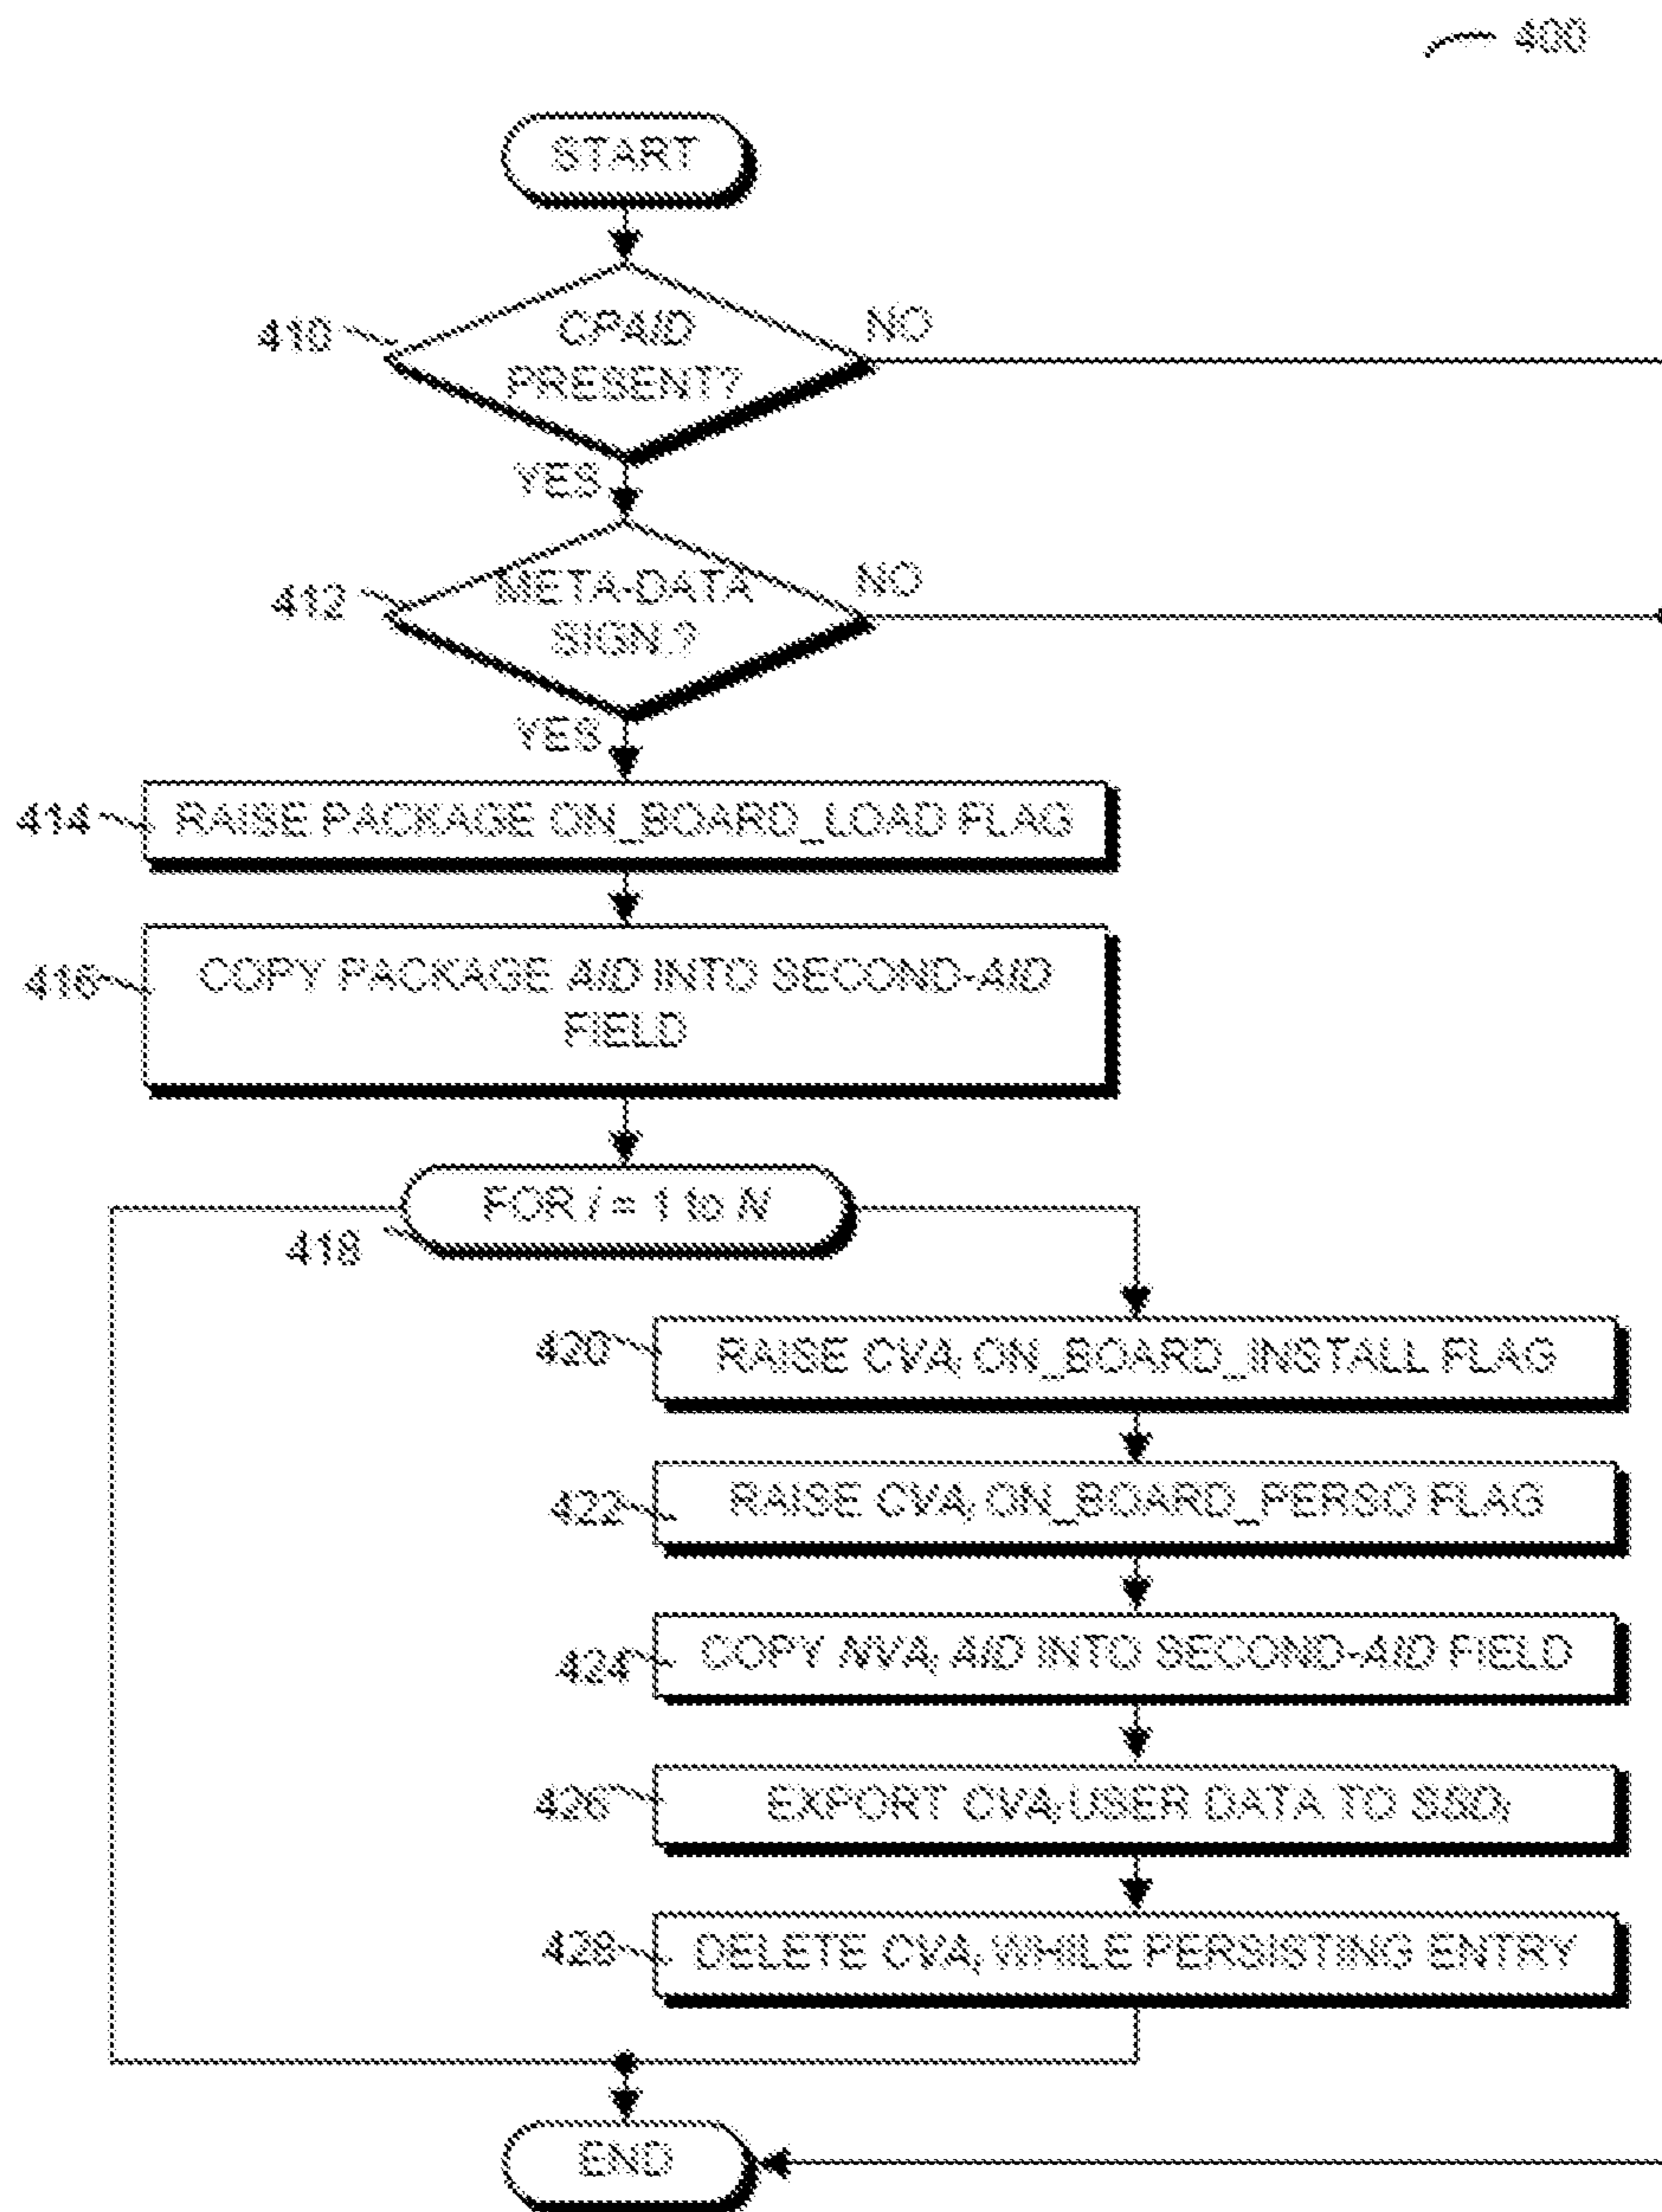 400
START
410
CPAID
PRESENT?
NO
YES
412
META-DATA
SIGN.?
NO
YES
414
RAISE PACKAGE ON_BOARD_LOAD FLAG
416
COPY PACKAGE AID INTO SECOND-AID
FIELD
FOR i = 1 to N
418
420
RAISE CVAi ON_BOARD_INSTALL FLAG
422
RAISE CVAi ON_BOARD_PERSO FLAG
424
COPY NVAi AID INTO SECOND-AID FIELD
426
EXPORT CVAi USER DATA TO SSDi
428
DELETE CVAi WHILE PERSISTING ENTRY
END